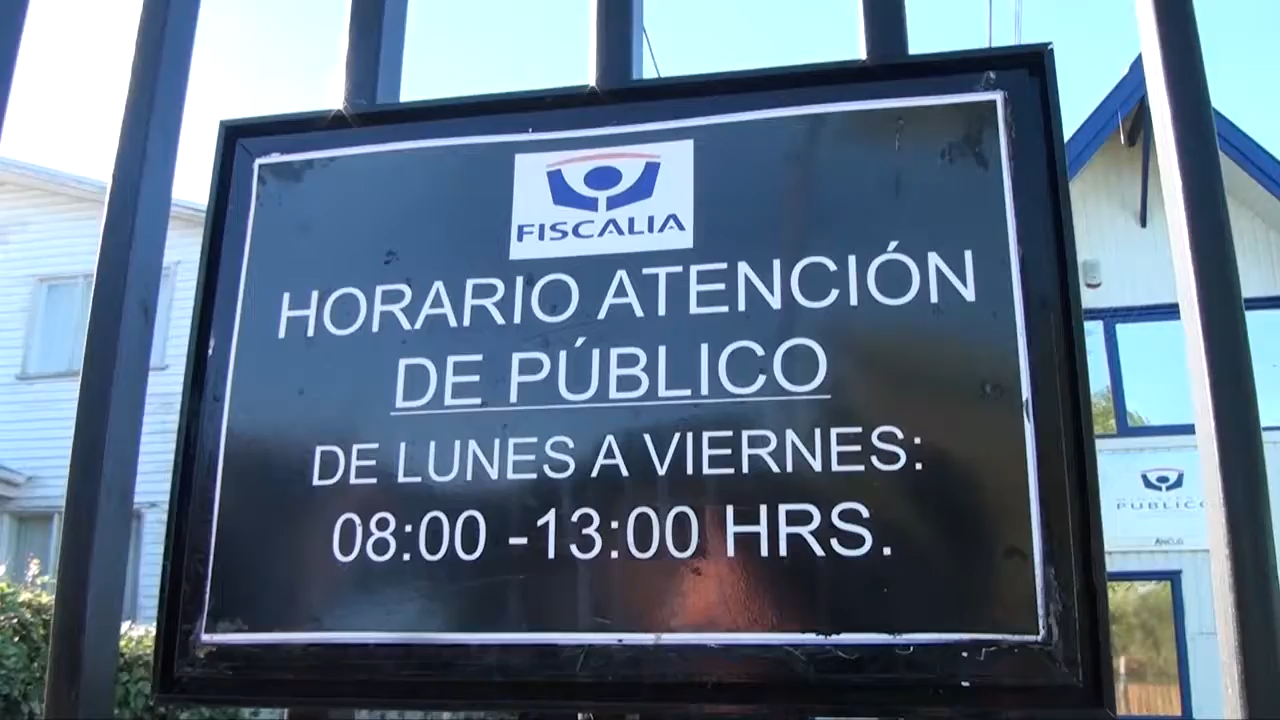 FISCALIA
HORARIO ATENCIÓN
DE PÚBLICO
DE LUNES A VIERNES:
08:00 -13:00 HRS.
PÚBLICO